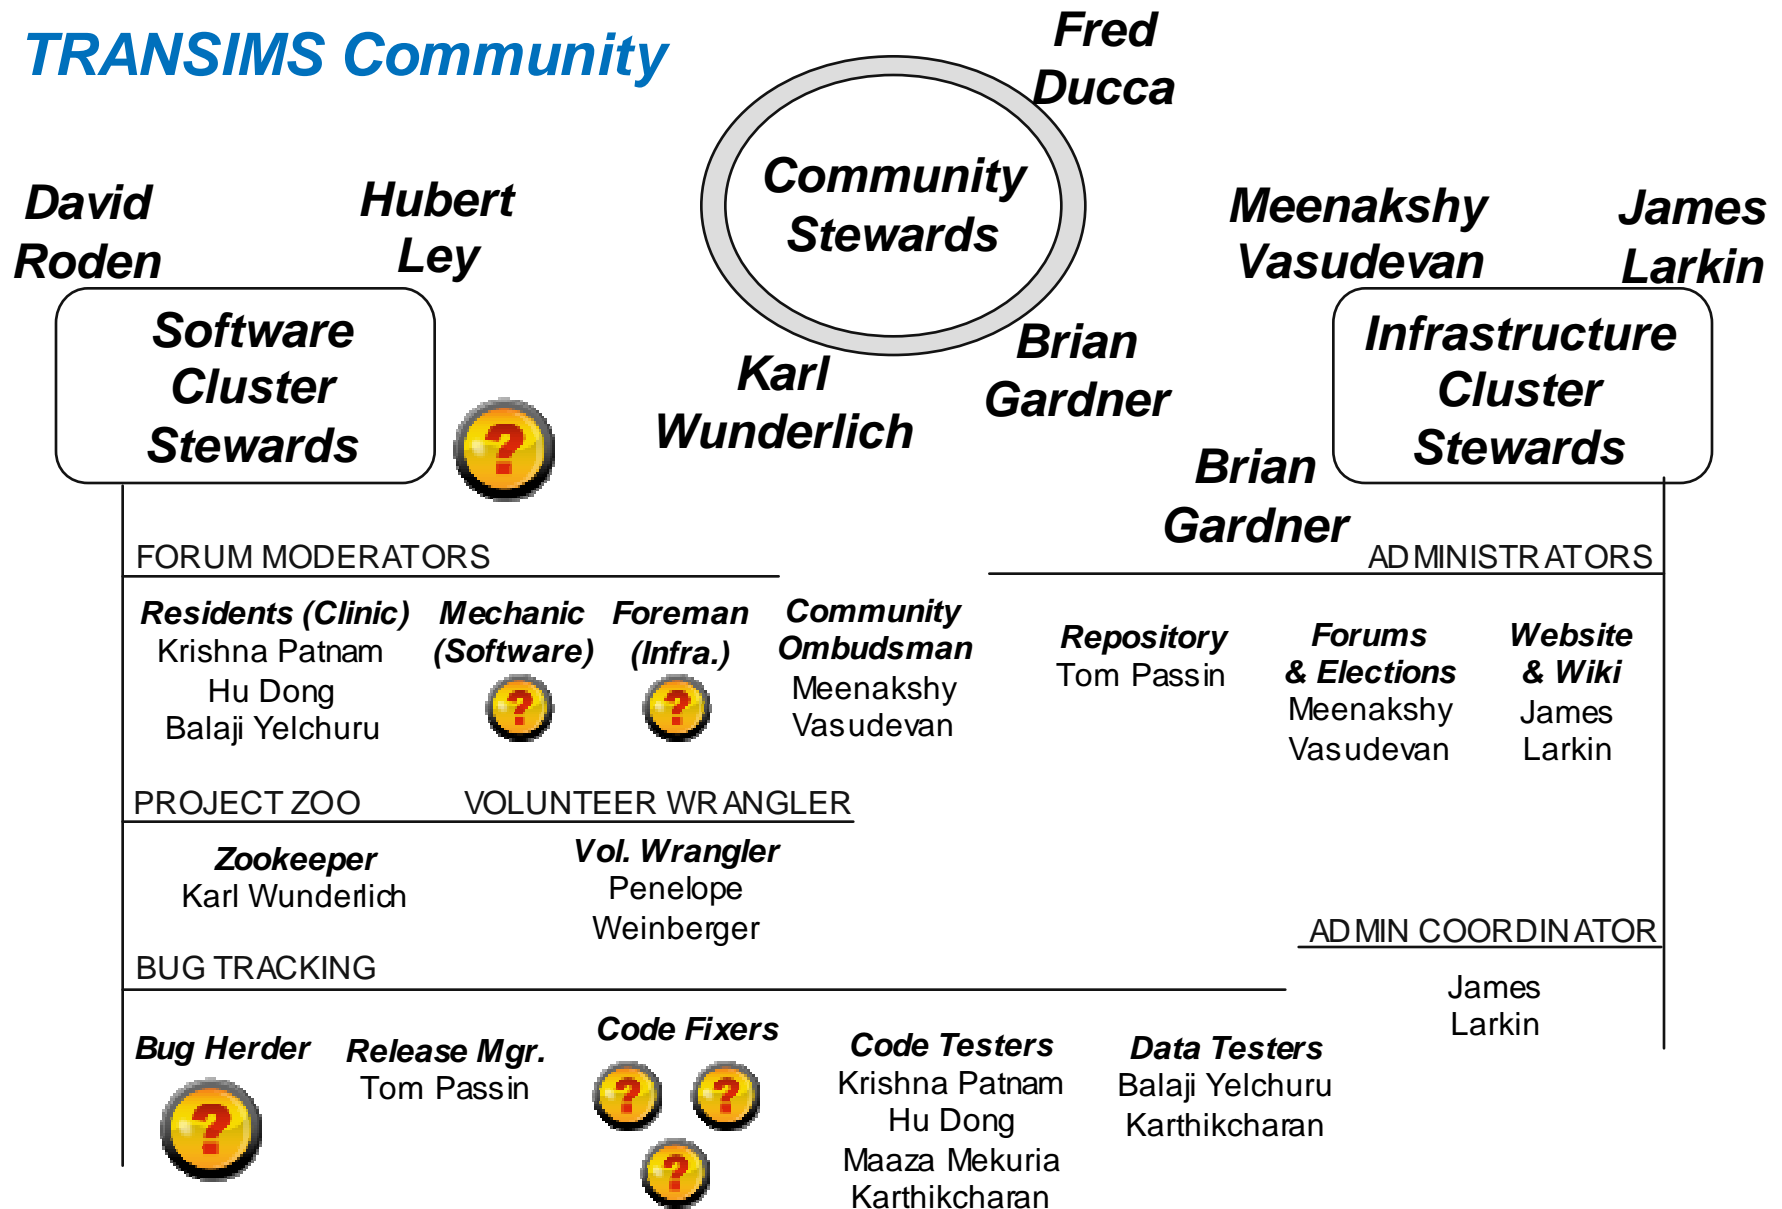 TRANSIMS Community
Fred
Ducca
Community
Stewards
David
Roden
Hubert
Ley
Meenakshy
Vasudevan
James
Larkin
Software
Cluster
Stewards
?
Karl
Wunderlich
Brian
Gardner
Infrastructure
Cluster
Stewards
Brian
Gardner
FORUM MODERATORS
ADMINISTRATORS
Residents (Clinic)
Krishna Patnam
Hu Dong
Balaji Yelchuru
Mechanic
(Software)
?
Foreman
(Infra.)
?
Community
Ombudsman
Meenakshy
Vasudevan
Repository
Tom Passin
Forums
& Elections
Meenakshy
Vasudevan
Website
& Wiki
James
Larkin
PROJECT ZOO
VOLUNTEER WRANGLER
Zookeeper
Karl Wunderlich
Vol. Wrangler
Penelope
Weinberger
ADMIN COORDINATOR
James
Larkin
BUG TRACKING
Bug Herder
?
Release Mgr.
Tom Passin
Code Fixers
? ?
?
Code Testers
Krishna Patnam
Hu Dong
Maaza Mekuria
Karthikcharan
Data Testers
Balaji Yelchuru
Karthikcharan